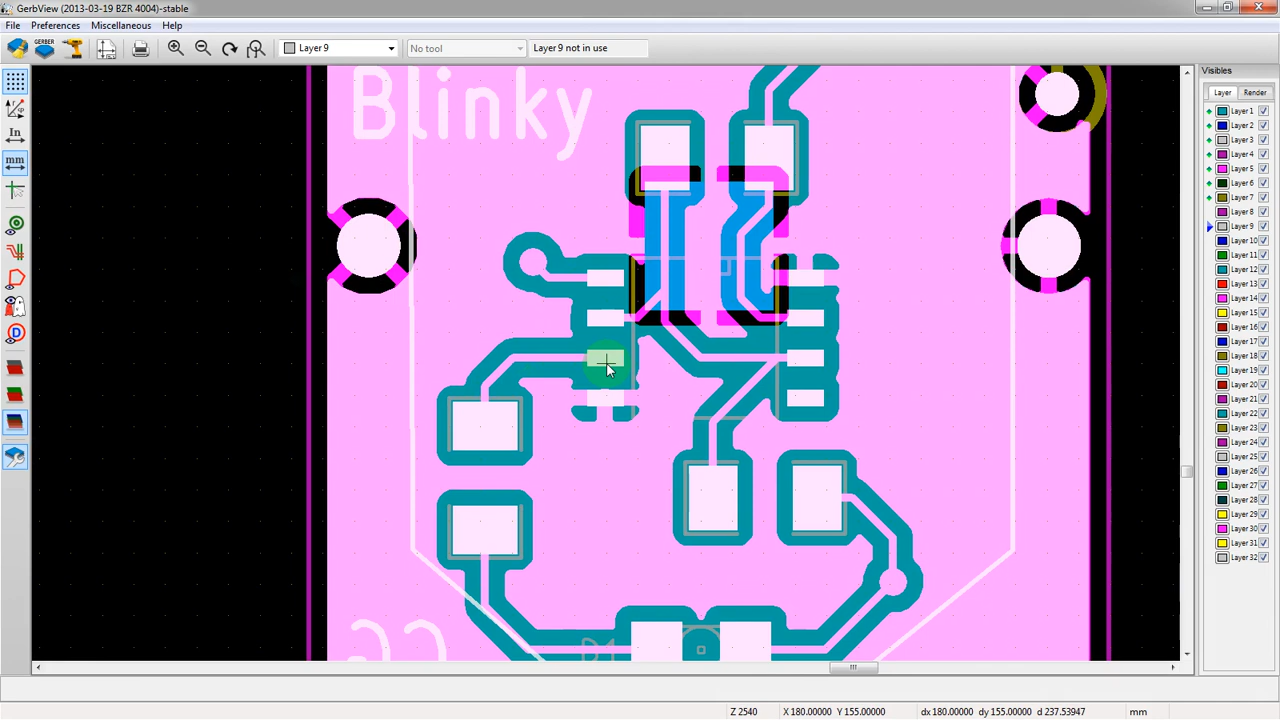 GerbView (2013-03-19 BZR 4004)-stable
File Preferences Miscellaneous Help
GERBER Layer 9 No tool Layer 9 not in use
In
mm
Blinky
Visibles
Layer Render
Layer 1
Layer 2
Layer 3
Layer 4
Layer 5
Layer 6
Layer 7
Layer 8
Layer 9
Layer 10
Layer 11
Layer 12
Layer 13
Layer 14
Layer 15
Layer 16
Layer 17
Layer 18
Layer 19
Layer 20
Layer 21
Layer 22
Layer 23
Layer 24
Layer 25
Layer 26
Layer 27
Layer 28
Layer 29
Layer 30
Layer 31
Layer 32
Z 2540 X 180.00000 Y 155.00000 dx 180.00000 dy 155.00000 d 237.53947 mm